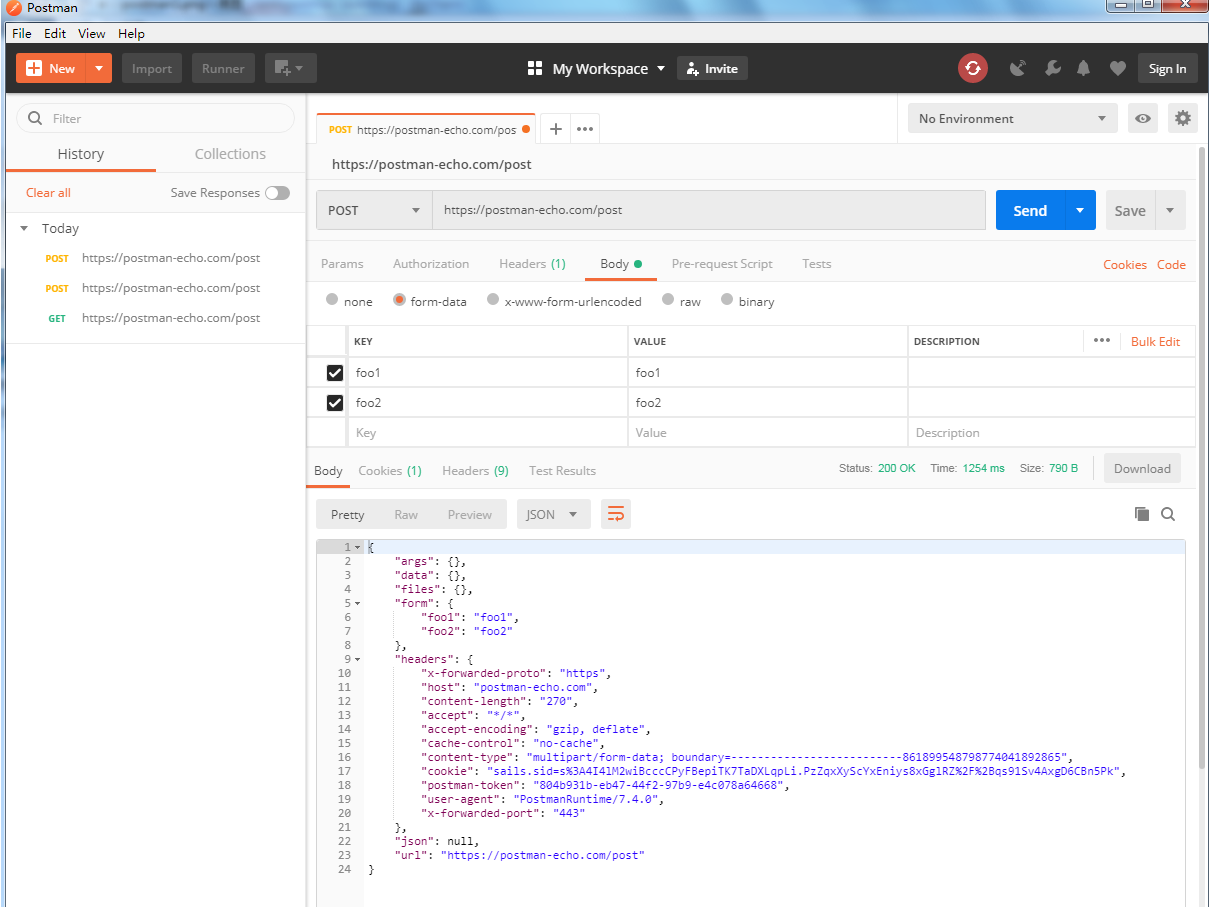 Postman
File Edit View Help
New Import Runner My Workspace Invite Sign In
Filter
History Collections
Clear all Save Responses
Today
POST https://postman-echo.com/post
POST https://postman-echo.com/post
GET https://postman-echo.com/post
POST https://postman-echo.com/pos + ••• No Environment
https://postman-echo.com/post
POST https://postman-echo.com/post Send Save
Params Authorization Headers (1) Body Pre-request Script Tests Cookies Code
none form-data x-www-form-urlencoded raw binary
KEY VALUE DESCRIPTION ••• Bulk Edit
foo1 foo1
foo2 foo2
Key Value Description
Body Cookies (1) Headers (9) Test Results Status: 200 OK Time: 1254 ms Size: 790 B Download
Pretty Raw Preview JSON
1 {
2 "args": {},
3 "data": {},
4 "files": {},
5 "form": {
6 "foo1": "foo1",
7 "foo2": "foo2"
8 },
9 "headers": {
10 "x-forwarded-proto": "https",
11 "host": "postman-echo.com",
12 "content-length": "270",
13 "accept": "*/*",
14 "accept-encoding": "gzip, deflate",
15 "cache-control": "no-cache",
16 "content-type": "multipart/form-data; boundary=--------------------------861899548798774041892865",
17 "cookie": "sails.sid=s%3A4I41M2wiBcccCPyFBepiTK7TaDXLqpLi.PzZqxXyScYxEniys8xGglRZ%2F%2Bqs91Sv4AxgD6CBn5Pk",
18 "postman-token": "804b931b-eb47-44f2-97b9-e4c078a64668",
19 "user-agent": "PostmanRuntime/7.4.0",
20 "x-forwarded-port": "443"
21 },
22 "json": null,
23 "url": "https://postman-echo.com/post"
24 }